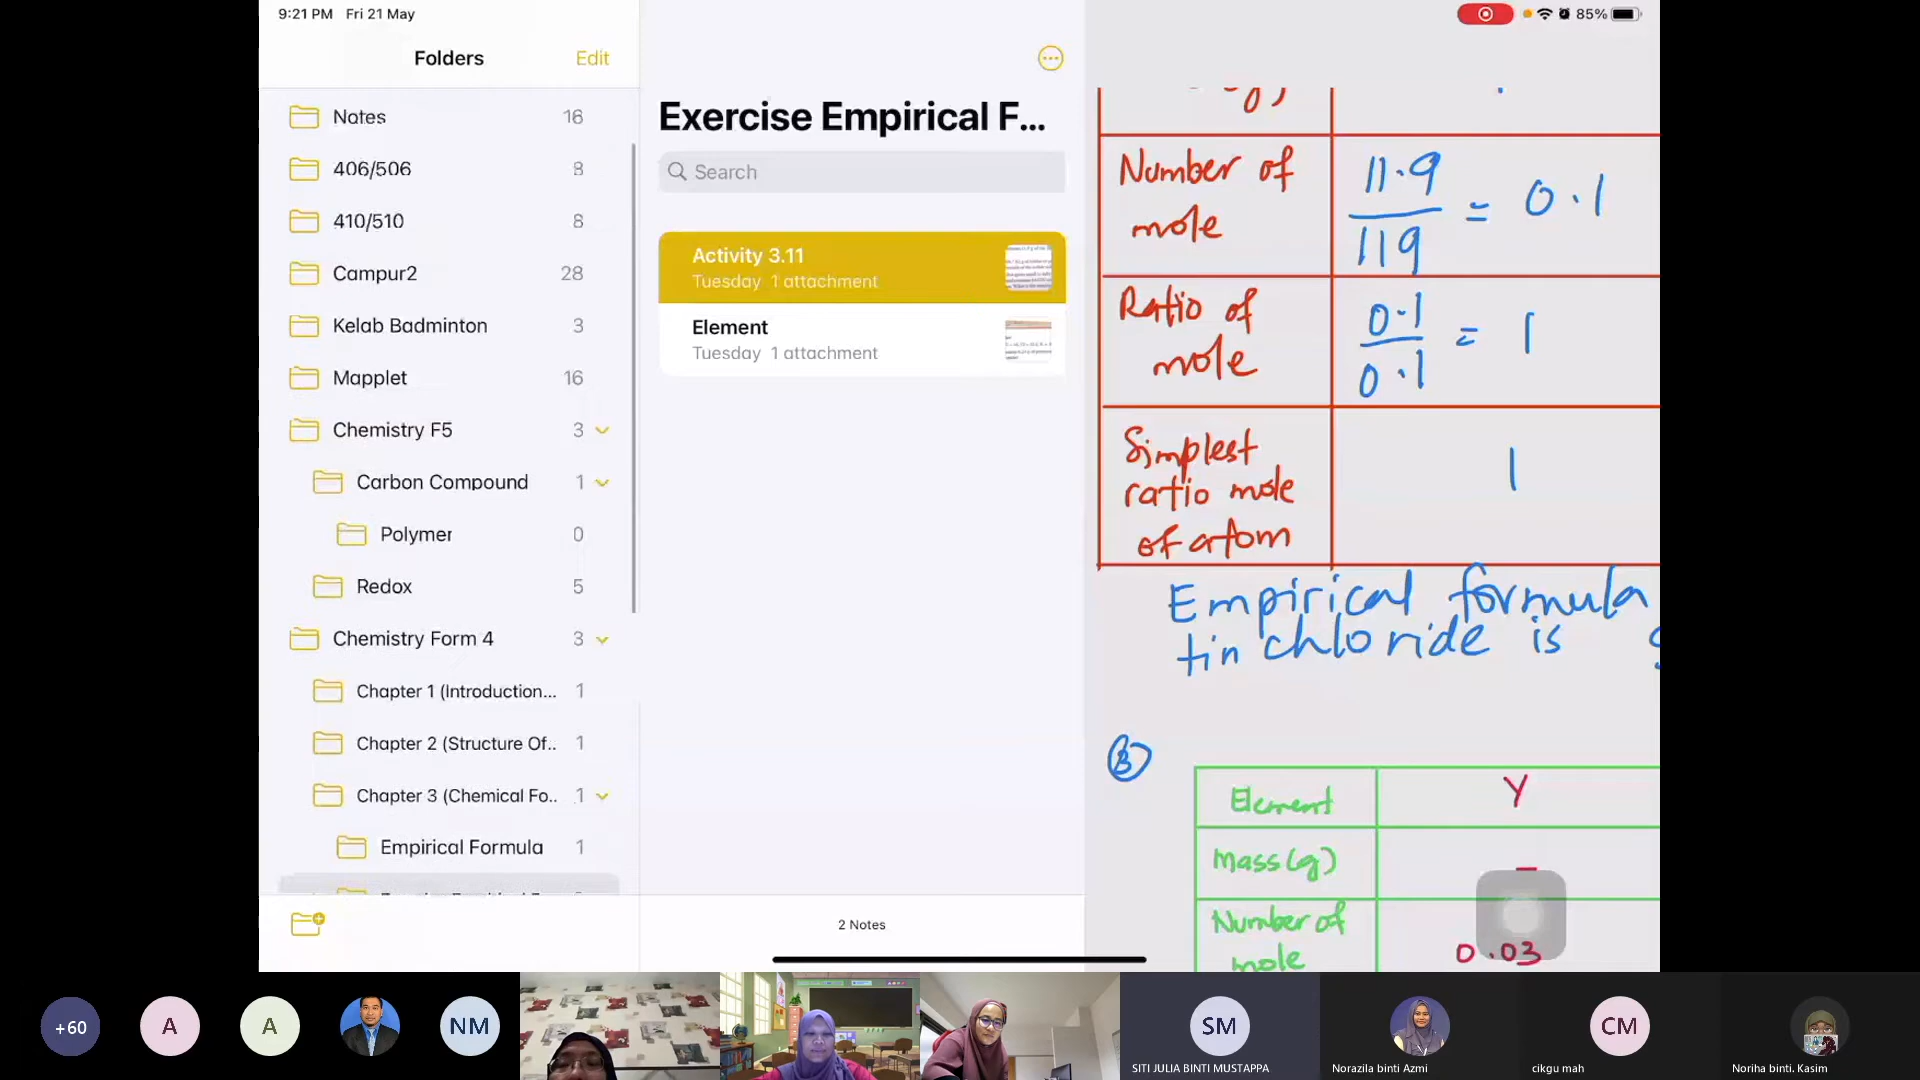 9:21 PM Fri 21 May
85%
Folders
Edit
Notes 16
406/506 8
410/510 8
Campur2 28
Kelab Badminton 3
Mapplet 16
Chemistry F5 3
Carbon Compound 1
Polymer 0
Redox 5
Chemistry Form 4 3
Chapter 1 (Introduction... 1
Chapter 2 (Structure Of... 1
Chapter 3 (Chemical Fo... 1
Empirical Formula 1
Exercise Empirical F...
Search
Activity 3.11
Tuesday 1 attachment
Element
Tuesday 1 attachment
2 Notes
Number of mole
11.9/119 = 0.1
Ratio of mole
0.1/0.1 = 1
Simplest ratio mole of atom
1
Empirical formula
tin chloride is
3
Element Y
Mass(g) –
Number of mole
0.03
+60
A
A
NM
SM
SITI JULIA BINTI MUSTAPPA
Norazila binti Azmi
CM
cikgu mah
Noriha binti. Kasim